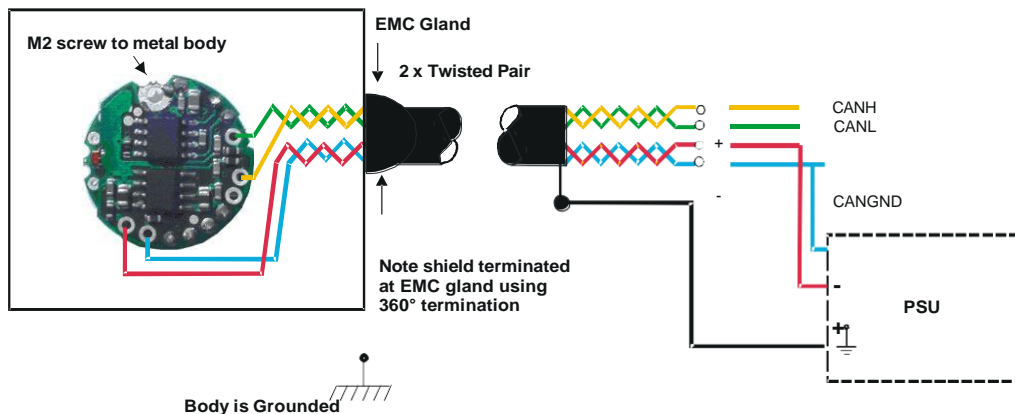 EMC Gland
M2 screw to metal body
2 x Twisted Pair
CANH
CANL
+
-
CANGND
Note shield terminated
at EMC gland using
360° termination
-
PSU
+
Body is Grounded